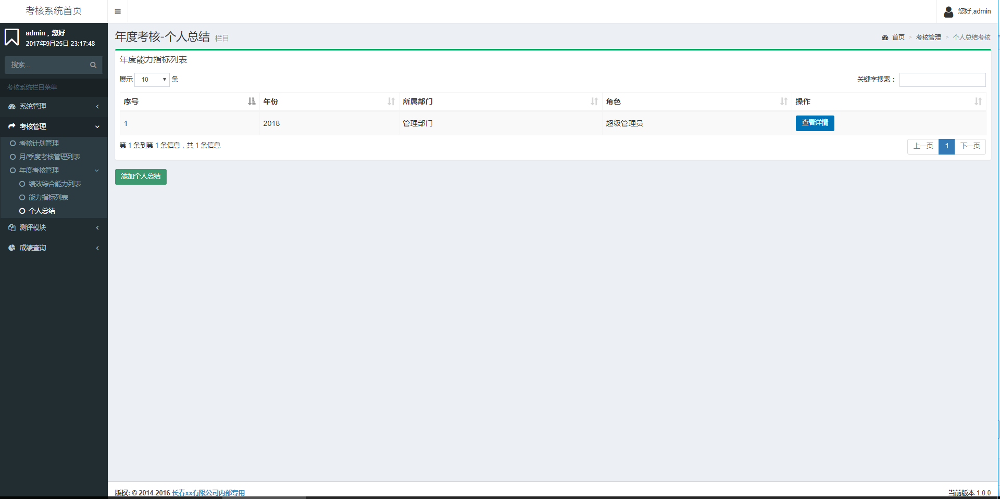 考核系统首页
您好,admin
admin，您好
2017年9月25日 23:17:48
搜索...
考核系统栏目菜单
系统管理
考核管理
考核计划管理
月/季度考核管理列表
年度考核管理
绩效综合能力列表
能力指标列表
个人总结
测评模块
成绩查询
年度考核-个人总结 栏目
首页 > 考核管理 > 个人总结考核
年度能力指标列表
展示 10 条
关键字搜索：
序号 年份 所属部门 角色 操作
1 2018 管理部门 超级管理员 查看详情
第 1 条到第 1 条信息，共 1 条信息
上一页 1 下一页
添加个人总结
版权: © 2014-2016 长春xx有限公司内部专用
当前版本 1.0.0